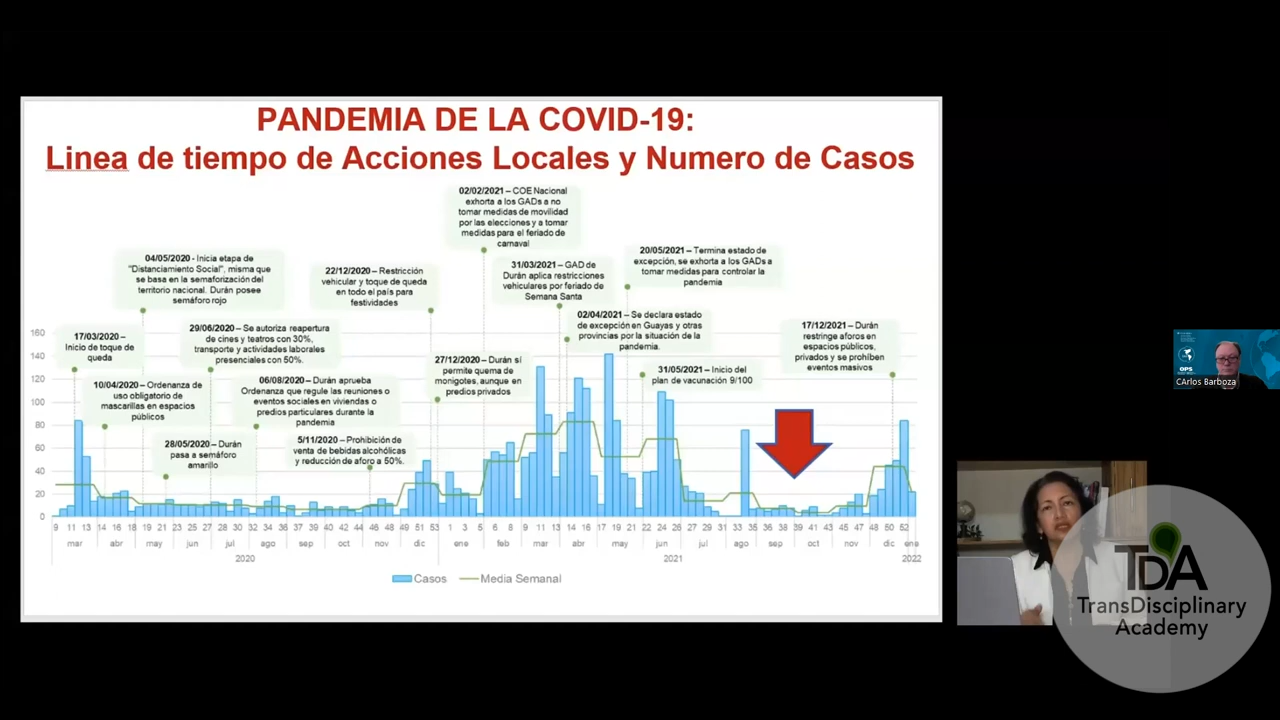 PANDEMIA DE LA COVID-19:
Linea de tiempo de Acciones Locales y Numero de Casos
02/02/2021 – COE Nacional
exhorta a los GADs a no
tomar medidas de movilidad
por las elecciones y a tomar
medidas para el feriado de
carnaval
04/05/2020 - Inicia etapa de
"Distanciamiento Social", misma que
se basa en la semaforización del
territorio nacional. Durán posee
semáforo rojo
22/12/2020 – Restricción
vehicular y toque de queda
en todo el país para
festividades
31/03/2021 – GAD de
Durán aplica restricciones
vehiculares por feriado de
Semana Santa
20/05/2021 – Termina estado de
excepción, se exhorta a los GADs a
tomar medidas para controlar la
pandemia
17/03/2020 –
Inicio de toque de
queda
29/06/2020 – Se autoriza reapertura
de cines y teatros con 30%,
transporte y actividades laborales
presenciales con 50%.
02/04/2021 – Se declara estado
de excepción en Guayas y otras
provincias por la situación de la
pandemia.
17/12/2021 – Durán
restringe aforos en
espacios públicos,
privados y se prohíben
eventos masivos
10/04/2020 – Ordenanza de
uso obligatorio de
mascarillas en espacios
públicos
06/08/2020 – Durán aprueba
Ordenanza que regule las reuniones o
eventos sociales en viviendas o
predios particulares durante la
pandemia
27/12/2020 – Durán sí
permite quema de
monigotes, aunque en
predios privados
31/05/2021 – Inicio del
plan de vacunación 9/100
28/05/2020 – Durán
pasa a semáforo
amarillo
5/11/2020 – Prohibición de
venta de bebidas alcohólicas
y reducción de aforo a 50%.
160
140
120
100
80
60
40
20
0
9 11 13 14 16 18 19 21 23 25 27 28 30 32 34 36 37 39 40 42 44 46 48 49 51 53 1 3 5 6 8 9 11 13 14 16 18 17 19 21 22 24 26 27 29 31 33 35 36 37 39 41 43 45 47 48 50 52
mar abr may jun jul ago sep oct nov dic ene feb mar abr may jun jul ago sep oct nov dic ene
2020 2021 2022
Casos Media Semanal
OPS
CArlos Barboza
TDA
TransDisciplinary
Academy